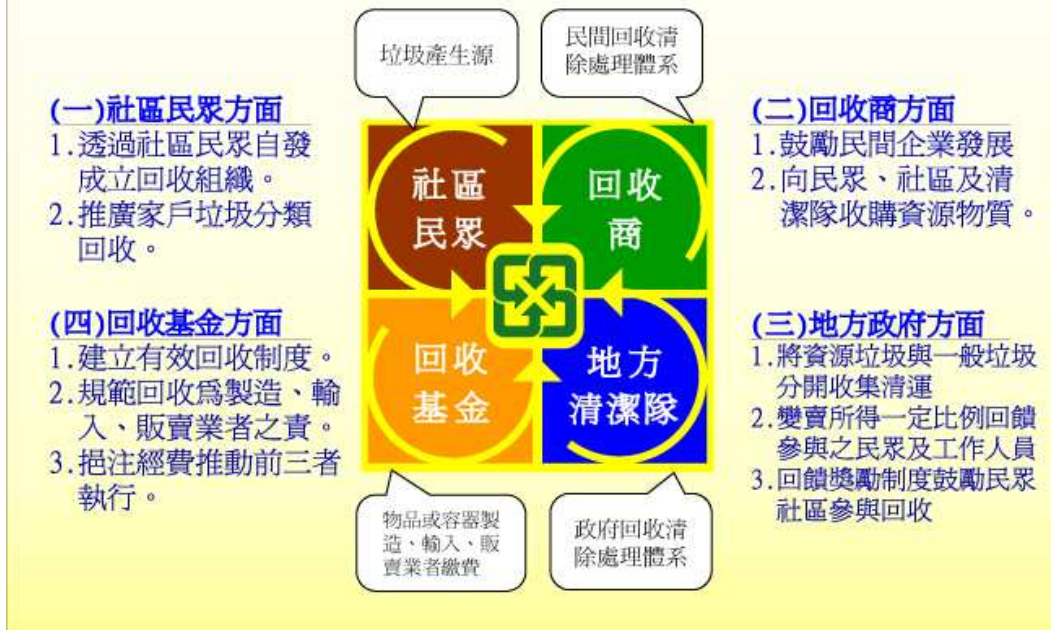 垃圾產生源
民間回收清
除處理體系
(一)社區民眾方面
1.透過社區民眾自發
成立回收組織。
2.推廣家戶垃圾分類
回收。
(二)回收商方面
1.鼓勵民間企業發展
2.向民眾、社區及清
潔隊收購資源物質。
社區
民眾
回收
商
回收
基金
地方
清潔隊
(四)回收基金方面
1.建立有效回收制度。
2.規範回收爲製造、輸
入、販賣業者之責。
3.挹注經費推動前三者
執行。
(三)地方政府方面
1.將資源垃圾與一般垃圾
分開收集清運
2.變賣所得一定比例回饋
參與之民眾及工作人員
3.回饋獎勵制度鼓勵民眾
社區參與回收
物品或容器製
造、輸入、販
賣業者繳費
政府回收清
除處理體系